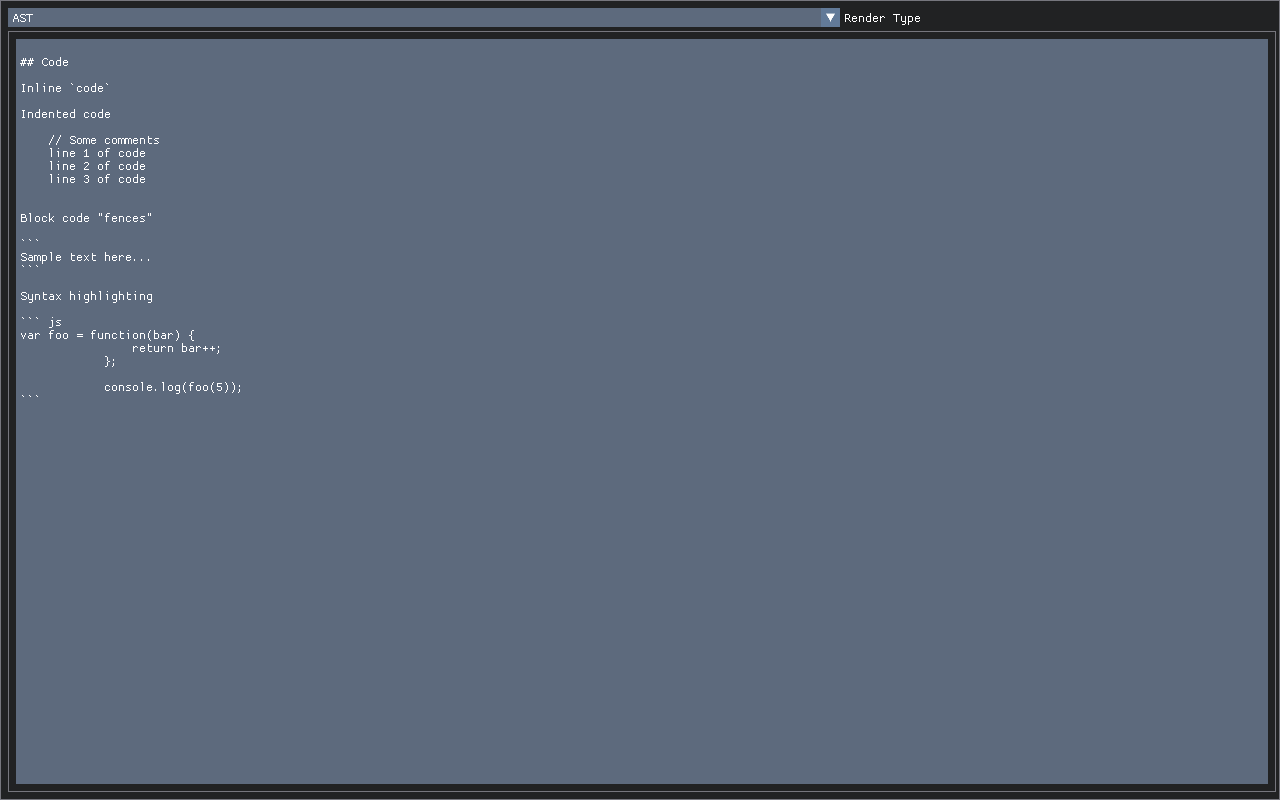 AST
Render Type
## Code
Inline `code`
Indented code
    // Some comments
    line 1 of code
    line 2 of code
    line 3 of code
Block code "fences"
```
Sample text here...
```
Syntax highlighting
``` js
var foo = function(bar) {
                return bar++;
            };
            console.log(foo(5));
```